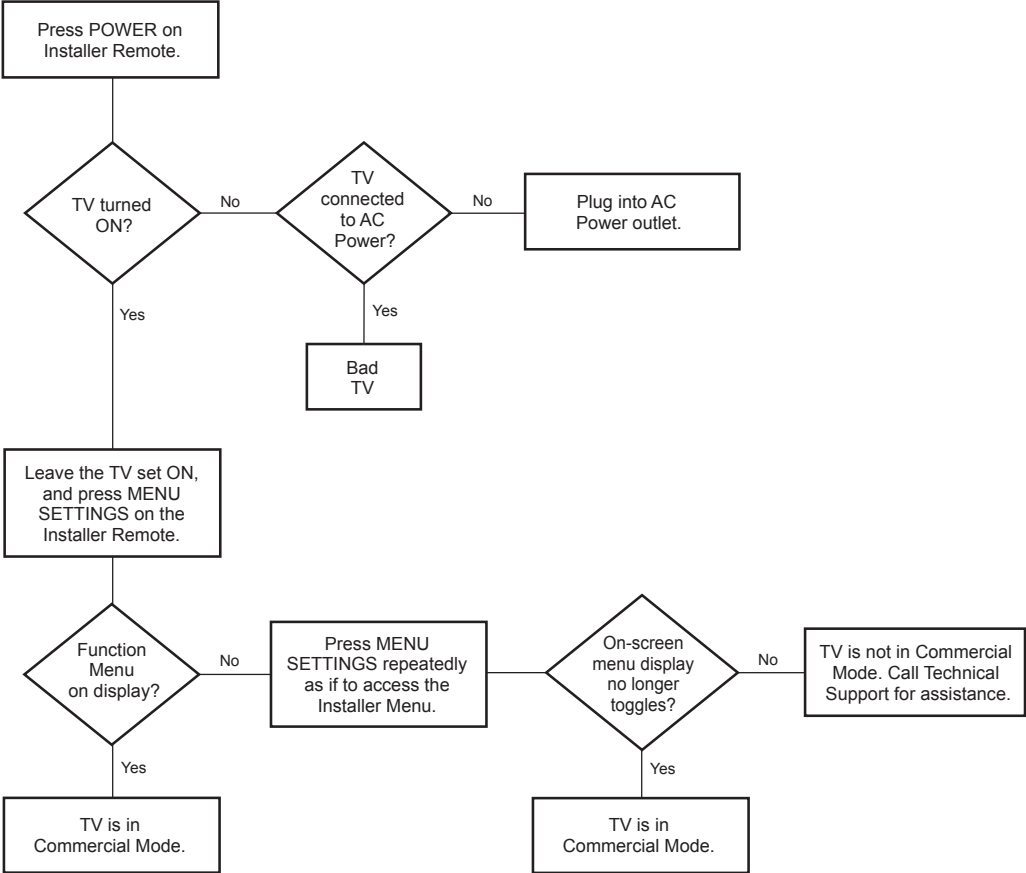 Press POWER on
Installer Remote.
TV turned
ON?
No
TV
connected
to AC
Power?
No
Plug into AC
Power outlet.
Yes
Yes
Bad
TV
Leave the TV set ON,
and press MENU
SETTINGS on the
Installer Remote.
Function
Menu
on display?
No
Press MENU
SETTINGS repeatedly
as if to access the
Installer Menu.
On-screen
menu display
no longer
toggles?
No
TV is not in Commercial
Mode. Call Technical
Support for assistance.
Yes
Yes
TV is in
Commercial Mode.
TV is in
Commercial Mode.